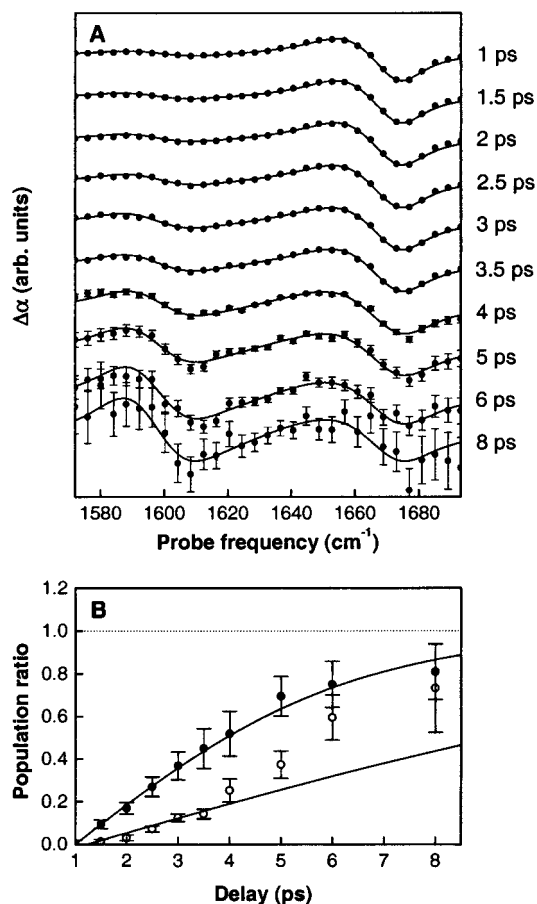 A
1 ps
1.5 ps
2 ps
2.5 ps
3 ps
3.5 ps
4 ps
5 ps
6 ps
8 ps
Δα (arb. units)
1580 1600 1620 1640 1660 1680
Probe frequency (cm⁻¹)
B
1.2
1.0
0.8
0.6
0.4
0.2
0.0
Population ratio
1 2 3 4 5 6 7 8
Delay (ps)